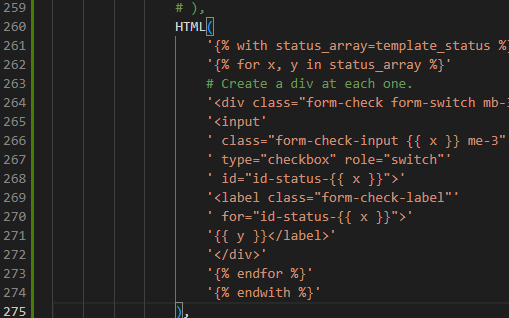 259 # ),
260 HTML(
261 '{% with status_array=template_status %
262 '{% for x, y in status_array %}'
263 # Create a div at each one.
264 '<div class="form-check form-switch mb-
265 '<input'
266 ' class="form-check-input {{ x }} me-3"
267 ' type="checkbox" role="switch"'
268 ' id="id-status-{{ x }}">'
269 '<label class="form-check-label"'
270 ' for="id-status-{{ x }}">'
271 '{{ y }}</label>'
272 '</div>'
273 '{% endfor %}'
274 '{% endwith %}'
275 ),